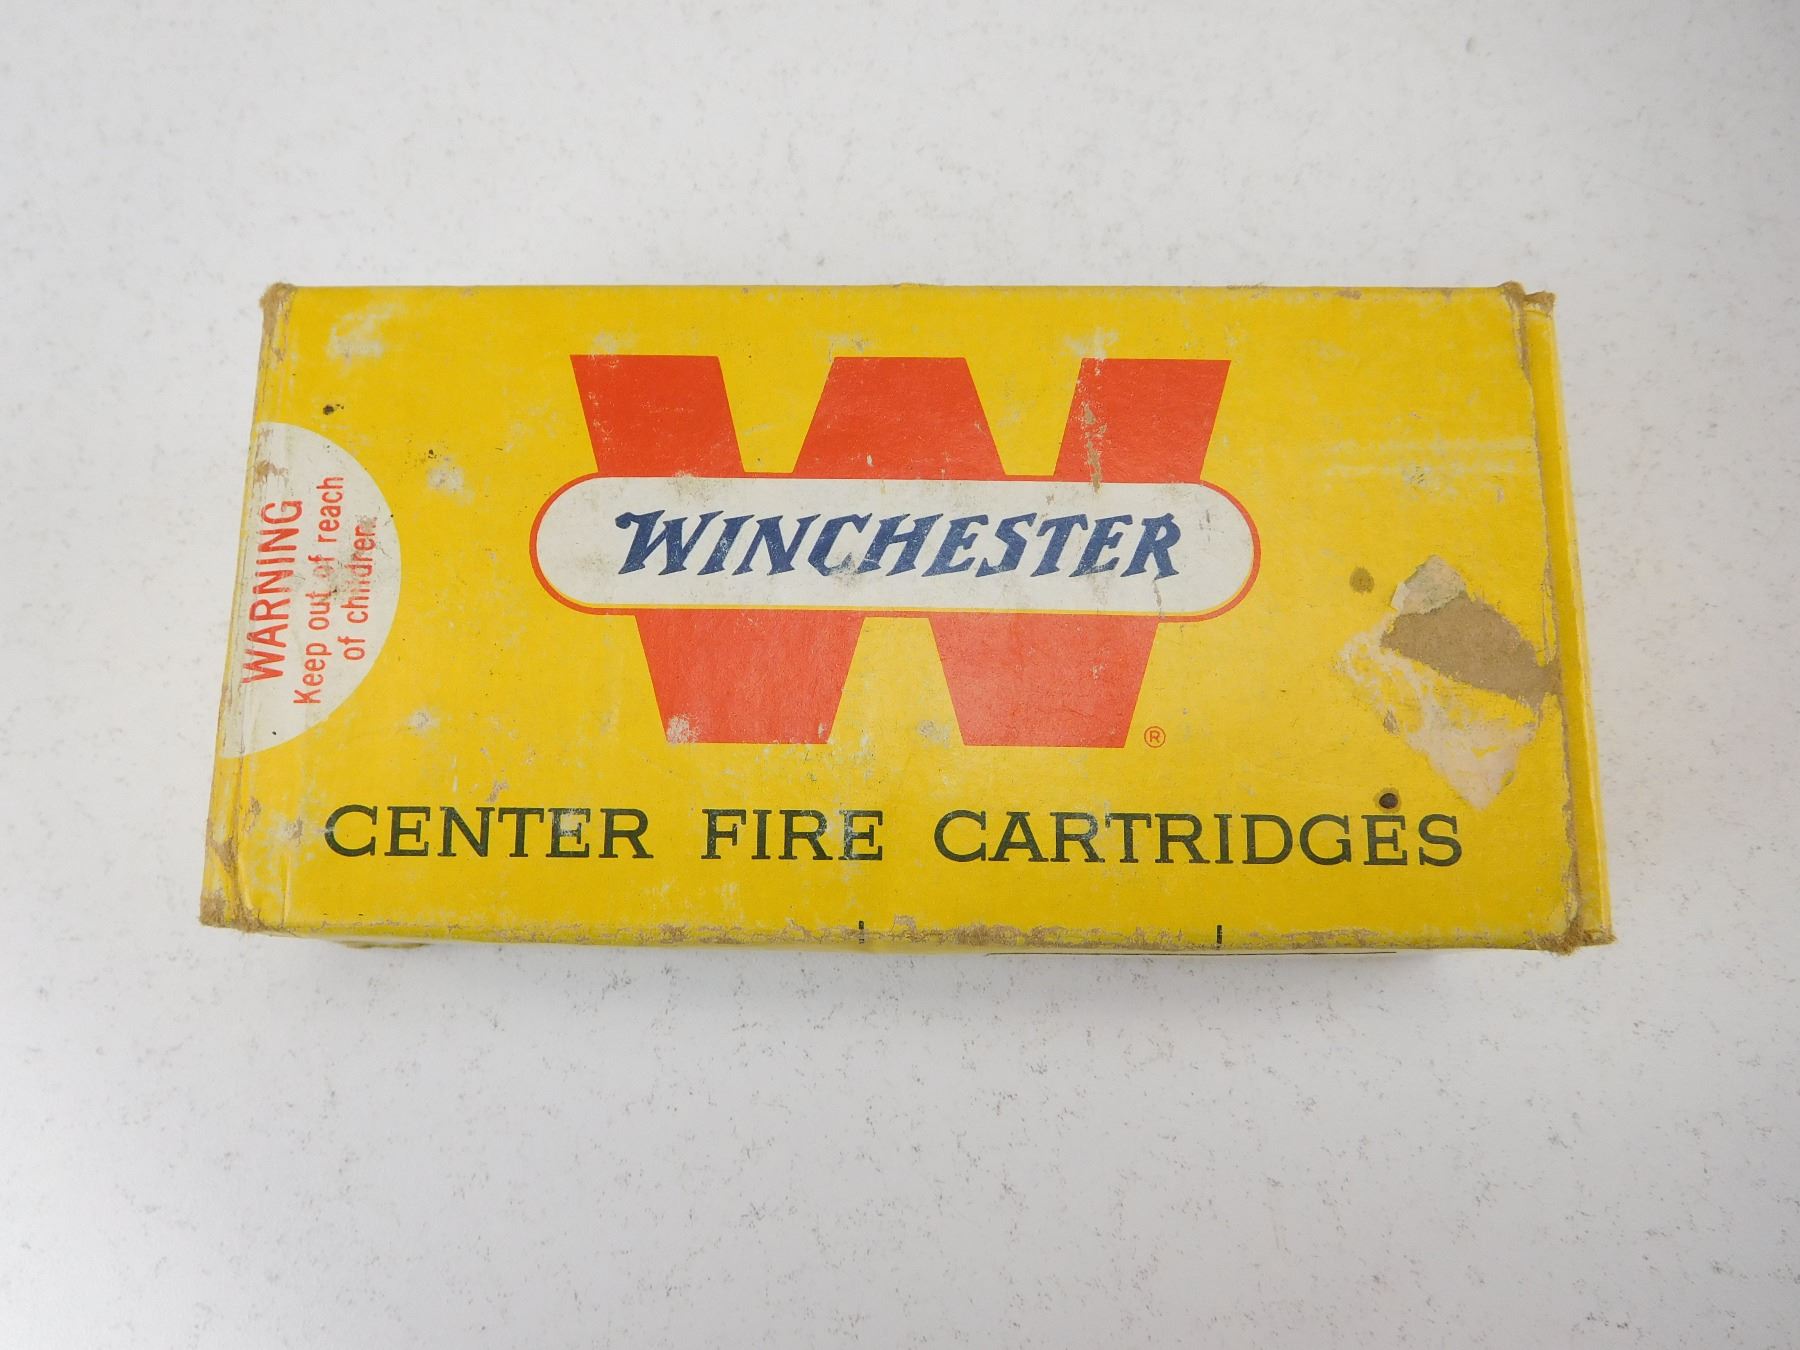 WARNING
Keep out of reach
of children.
WINCHESTER
®
CENTER FIRE CARTRIDGES